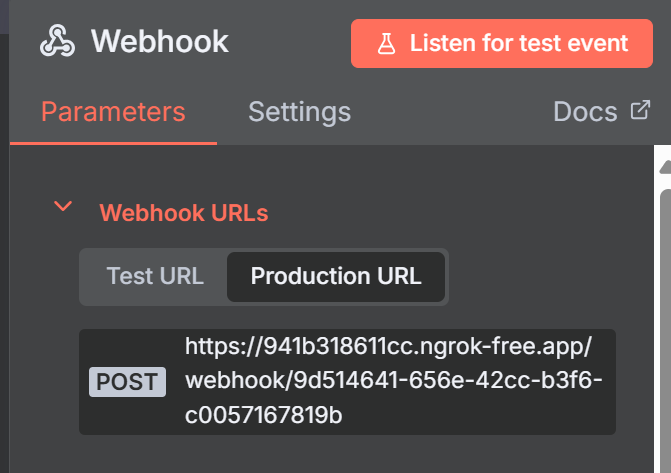 Webhook
Listen for test event
Parameters
Settings
Docs
Webhook URLs
Test URL
Production URL
POST
https://941b318611cc.ngrok-free.app/
webhook/9d514641-656e-42cc-b3f6-
c0057167819b